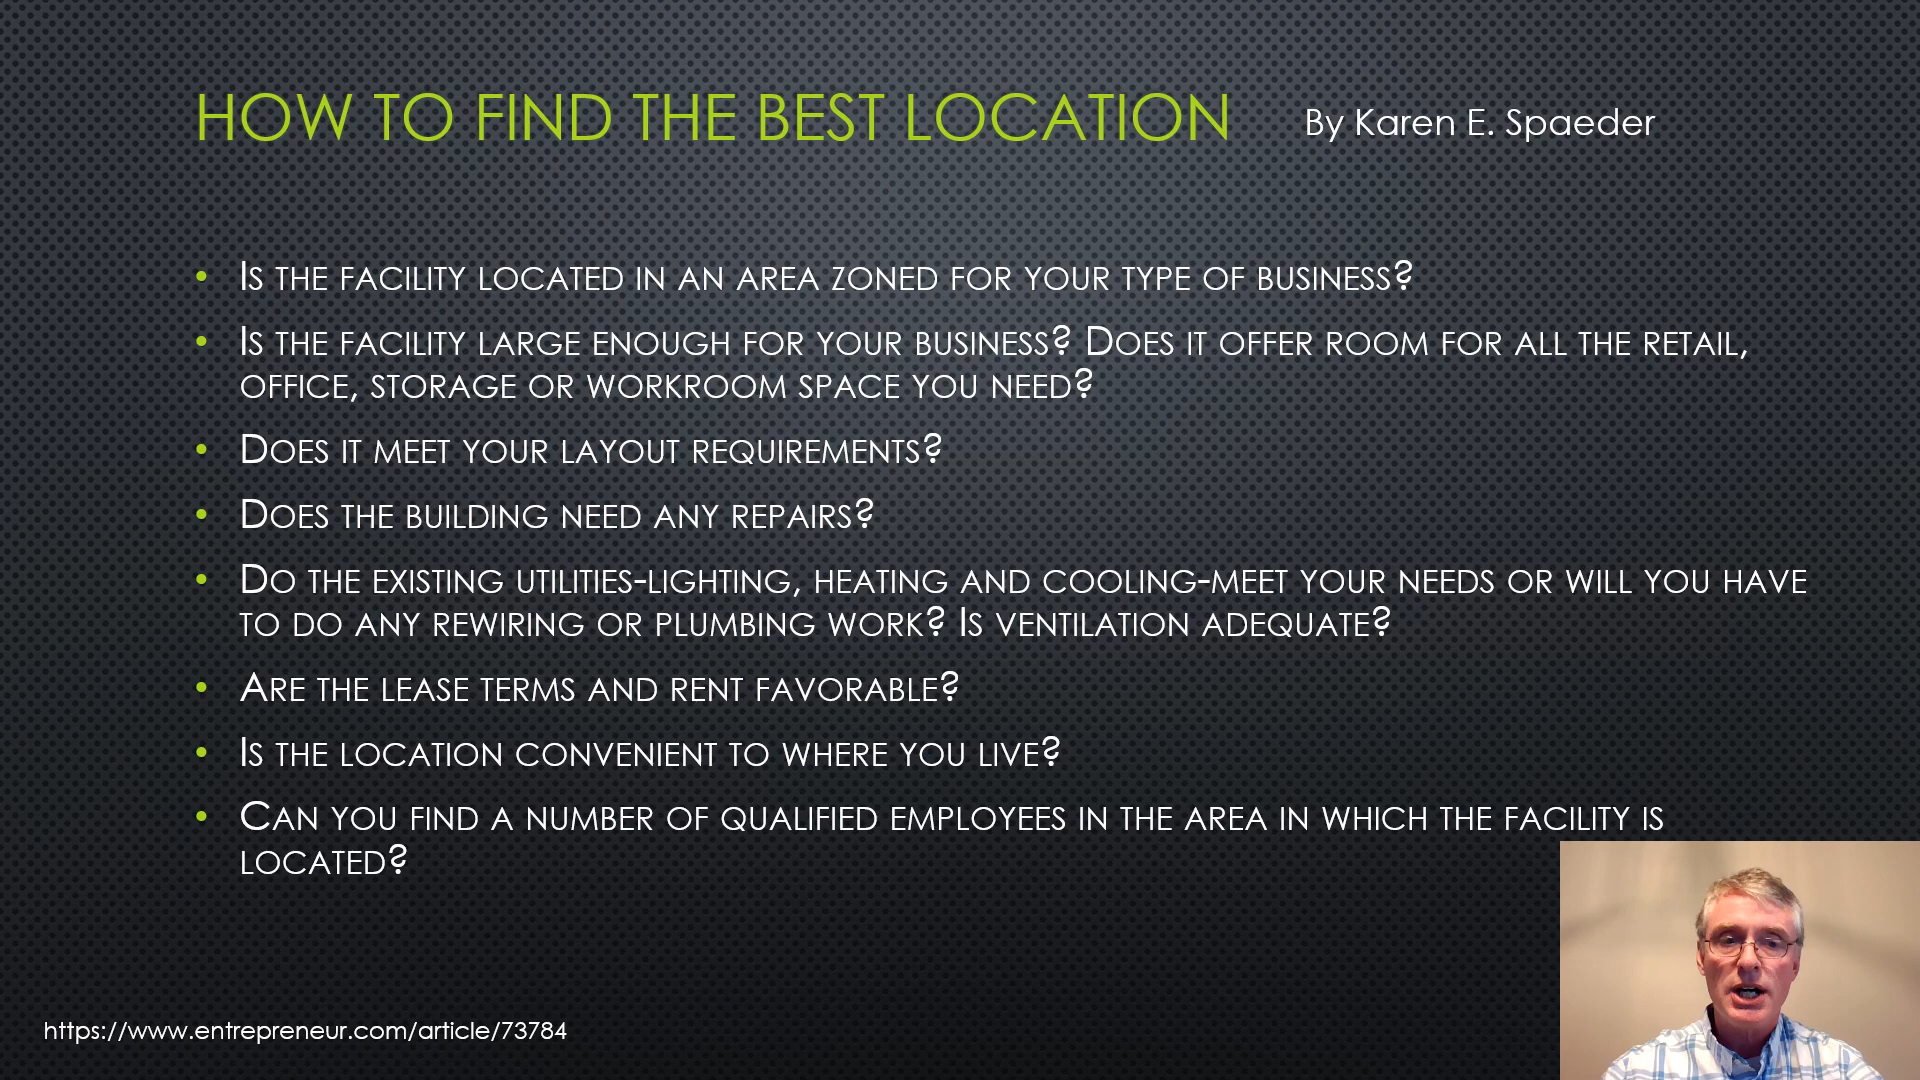 HOW TO FIND THE BEST LOCATION By Karen E. Spaeder
• Is the facility located in an area zoned for your type of business?
• Is the facility large enough for your business? Does it offer room for all the retail,
office, storage or workroom space you need?
• Does it meet your layout requirements?
• Does the building need any repairs?
• Do the existing utilities-lighting, heating and cooling-meet your needs or will you have
to do any rewiring or plumbing work? Is ventilation adequate?
• Are the lease terms and rent favorable?
• Is the location convenient to where you live?
• Can you find a number of qualified employees in the area in which the facility is
located?
https://www.entrepreneur.com/article/73784